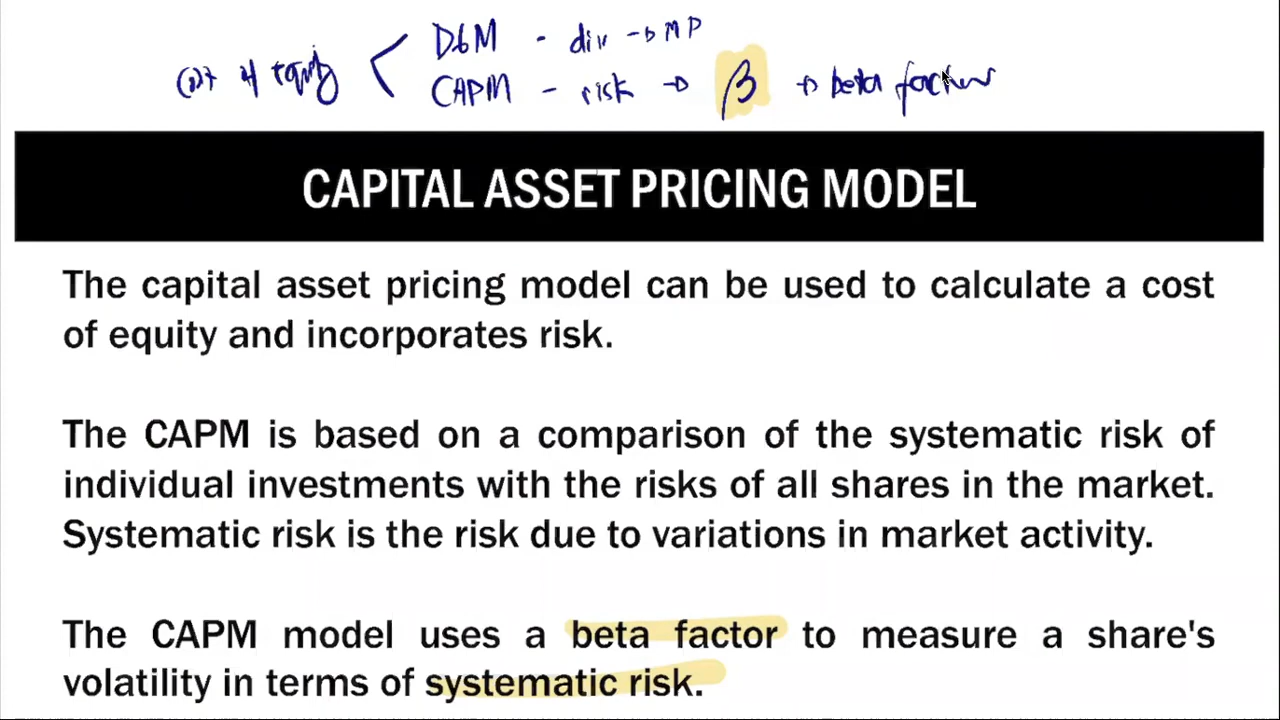 cost of equity < DGM - div → MP
CAPM - risk → β → beta factor
CAPITAL ASSET PRICING MODEL
The capital asset pricing model can be used to calculate a cost
of equity and incorporates risk.
The CAPM is based on a comparison of the systematic risk of
individual investments with the risks of all shares in the market.
Systematic risk is the risk due to variations in market activity.
The CAPM model uses a beta factor to measure a share's
volatility in terms of systematic risk.